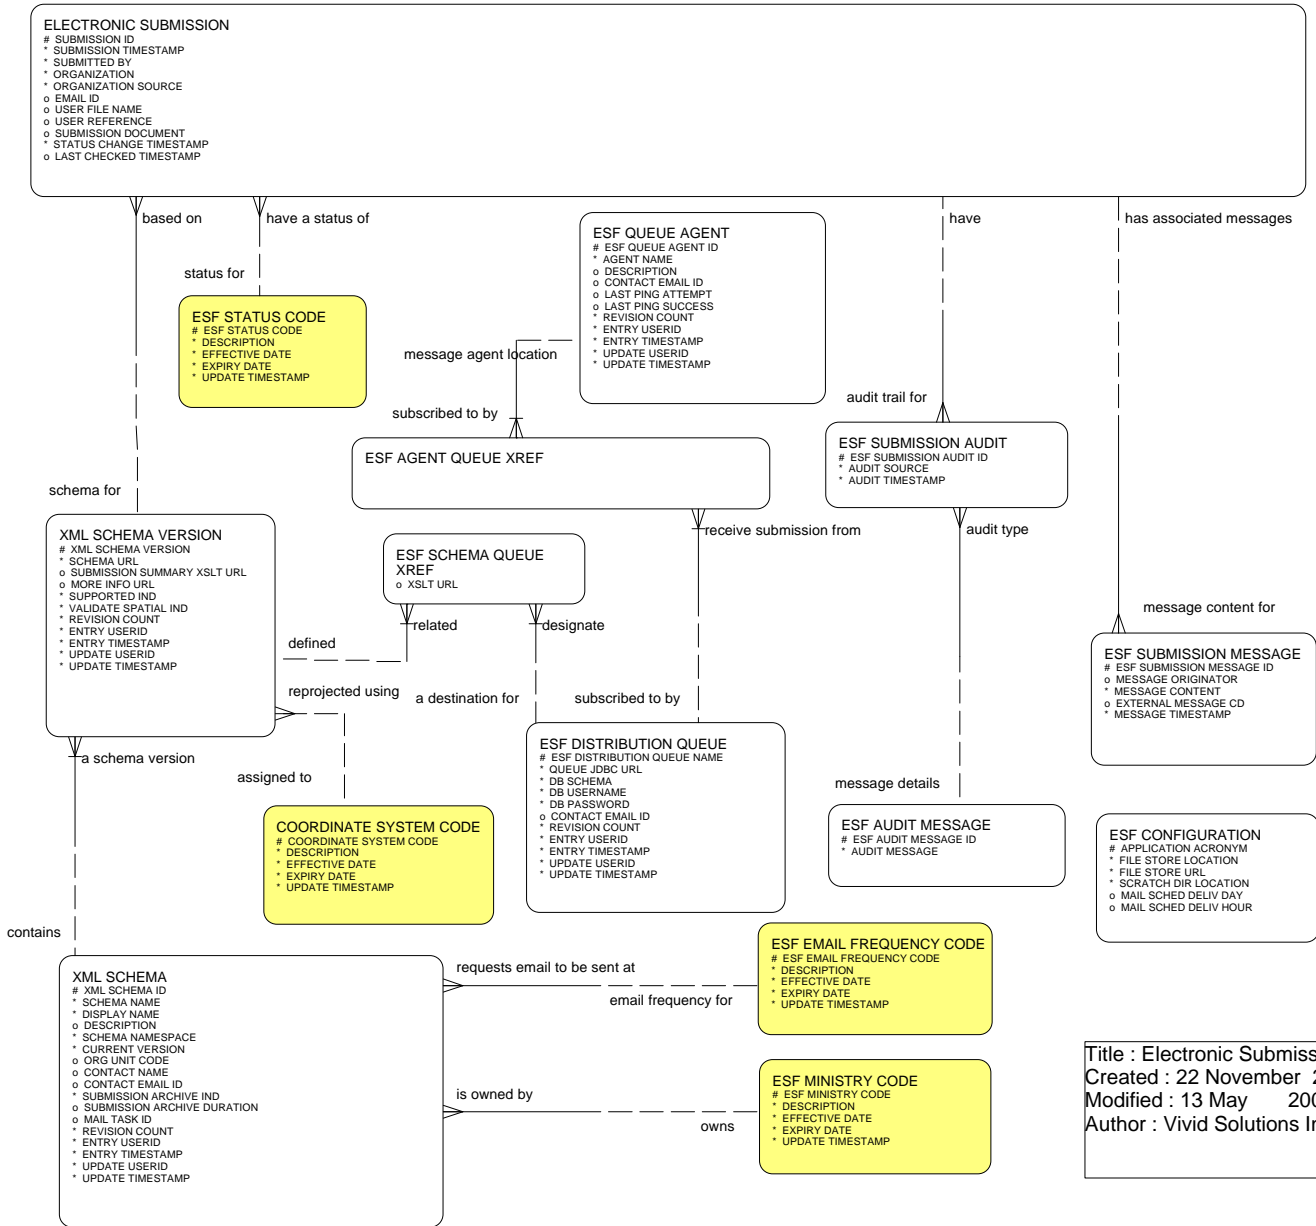 ELECTRONIC SUBMISSION
# SUBMISSION ID
* SUBMISSION TIMESTAMP
* SUBMITTED BY
* ORGANIZATION
* ORGANIZATION SOURCE
o EMAIL ID
o USER FILE NAME
o USER REFERENCE
o SUBMISSION DOCUMENT
* STATUS CHANGE TIMESTAMP
o LAST CHECKED TIMESTAMP
based on
have a status of
have
has associated messages
status for
ESF STATUS CODE
# ESF STATUS CODE
* DESCRIPTION
* EFFECTIVE DATE
* EXPIRY DATE
* UPDATE TIMESTAMP
ESF QUEUE AGENT
# ESF QUEUE AGENT ID
* AGENT NAME
o DESCRIPTION
o CONTACT EMAIL ID
o LAST PING ATTEMPT
o LAST PING SUCCESS
* REVISION COUNT
* ENTRY USERID
* ENTRY TIMESTAMP
* UPDATE USERID
* UPDATE TIMESTAMP
message agent location
subscribed to by
audit trail for
ESF AGENT QUEUE XREF
ESF SUBMISSION AUDIT
# ESF SUBMISSION AUDIT ID
* AUDIT SOURCE
* AUDIT TIMESTAMP
schema for
receive submission from
audit type
XML SCHEMA VERSION
# XML SCHEMA VERSION
* SCHEMA URL
o SUBMISSION SUMMARY XSLT URL
o MORE INFO URL
* SUPPORTED IND
* VALIDATE SPATIAL IND
* REVISION COUNT
* ENTRY USERID
* ENTRY TIMESTAMP
* UPDATE USERID
* UPDATE TIMESTAMP
ESF SCHEMA QUEUE
XREF
o XSLT URL
related
designate
defined
message content for
ESF SUBMISSION MESSAGE
# ESF SUBMISSION MESSAGE ID
o MESSAGE ORIGINATOR
* MESSAGE CONTENT
o EXTERNAL MESSAGE CD
* MESSAGE TIMESTAMP
reprojected using
a destination for
subscribed to by
a schema version
assigned to
ESF DISTRIBUTION QUEUE
# ESF DISTRIBUTION QUEUE NAME
* QUEUE JDBC URL
* DB SCHEMA
* DB USERNAME
* DB PASSWORD
o CONTACT EMAIL ID
* REVISION COUNT
* ENTRY USERID
* ENTRY TIMESTAMP
* UPDATE USERID
* UPDATE TIMESTAMP
message details
COORDINATE SYSTEM CODE
# COORDINATE SYSTEM CODE
* DESCRIPTION
* EFFECTIVE DATE
* EXPIRY DATE
* UPDATE TIMESTAMP
ESF AUDIT MESSAGE
# ESF AUDIT MESSAGE ID
* AUDIT MESSAGE
ESF CONFIGURATION
# APPLICATION ACRONYM
* FILE STORE LOCATION
* FILE STORE URL
* SCRATCH DIR LOCATION
o MAIL SCHED DELIV DAY
o MAIL SCHED DELIV HOUR
contains
XML SCHEMA
# XML SCHEMA ID
* SCHEMA NAME
* DISPLAY NAME
o DESCRIPTION
* SCHEMA NAMESPACE
* CURRENT VERSION
o ORG UNIT CODE
o CONTACT NAME
o CONTACT EMAIL ID
* SUBMISSION ARCHIVE IND
o SUBMISSION ARCHIVE DURATION
o MAIL TASK ID
* REVISION COUNT
* ENTRY USERID
* ENTRY TIMESTAMP
* UPDATE USERID
* UPDATE TIMESTAMP
requests email to be sent at
email frequency for
ESF EMAIL FREQUENCY CODE
# ESF EMAIL FREQUENCY CODE
* DESCRIPTION
* EFFECTIVE DATE
* EXPIRY DATE
* UPDATE TIMESTAMP
is owned by
owns
ESF MINISTRY CODE
# ESF MINISTRY CODE
* DESCRIPTION
* EFFECTIVE DATE
* EXPIRY DATE
* UPDATE TIMESTAMP
Title : Electronic
Created : 22 November
Modified : 13 May
Author : Vivid Solutions